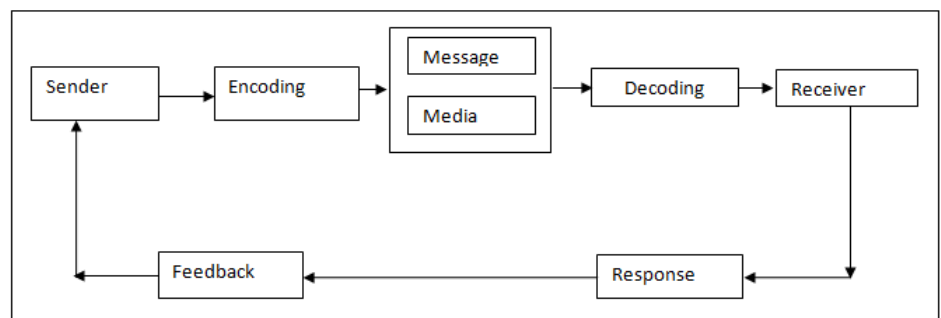 Sender
Encoding
Message
Media
Decoding
Receiver
Feedback
Response